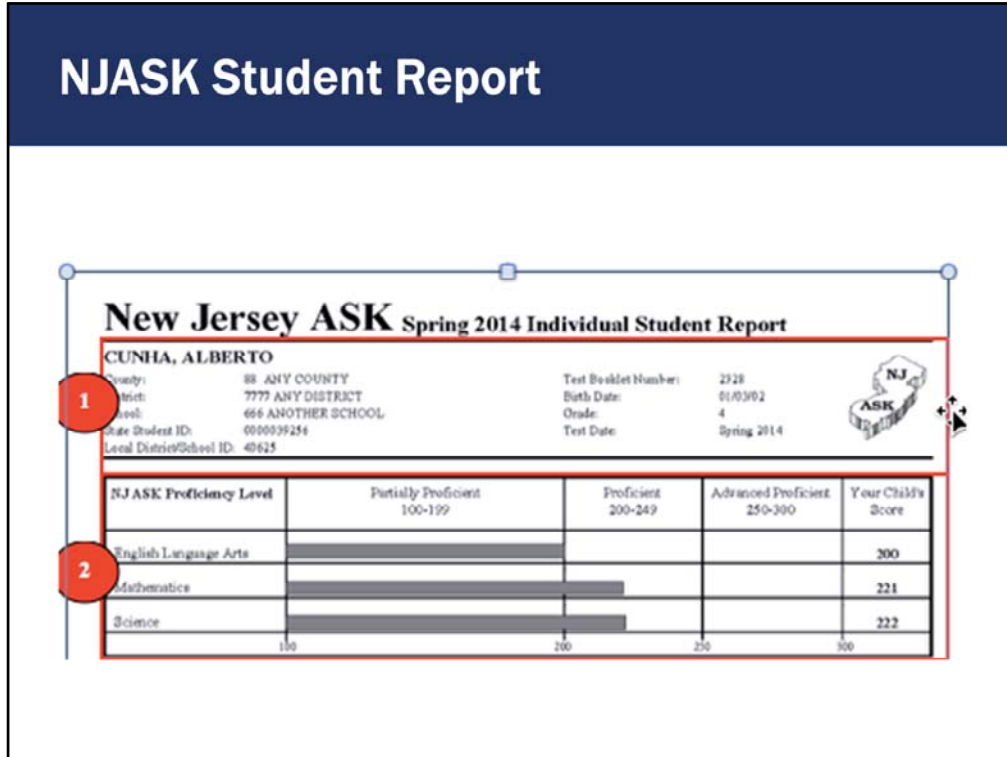 NJASK Student Report
New Jersey ASK Spring 2014 Individual Student Report
CUNHA, ALBERTO
County: 88 ANY COUNTY Test Booklet Number: 2328
District: 7777 ANY DISTRICT Birth Date: 01/03/02
School: 666 ANOTHER SCHOOL Grade: 4
State Student ID: 0000039256 Test Date: Spring 2014
Local District/School ID: 40625
NJ
ASK
1
NJ ASK Proficiency Level Partially Proficient Proficient Advanced Proficient Your Child's
100-199 200-249 250-300 Score
English Language Arts 200
2
Mathematics 221
Science 222
100 200 250 300